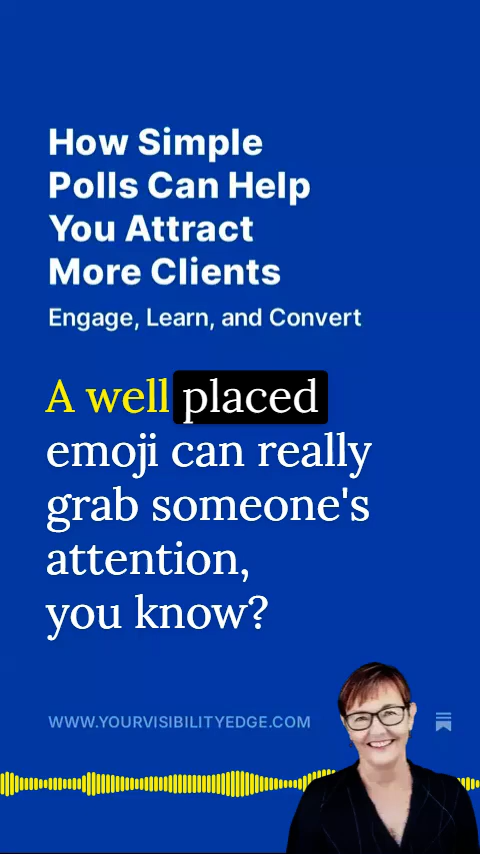 How Simple
Polls Can Help
You Attract
More Clients
Engage, Learn, and Convert
A well placed
emoji can really
grab someone's
attention,
you know?
WWW.YOURVISIBILITYEDGE.COM